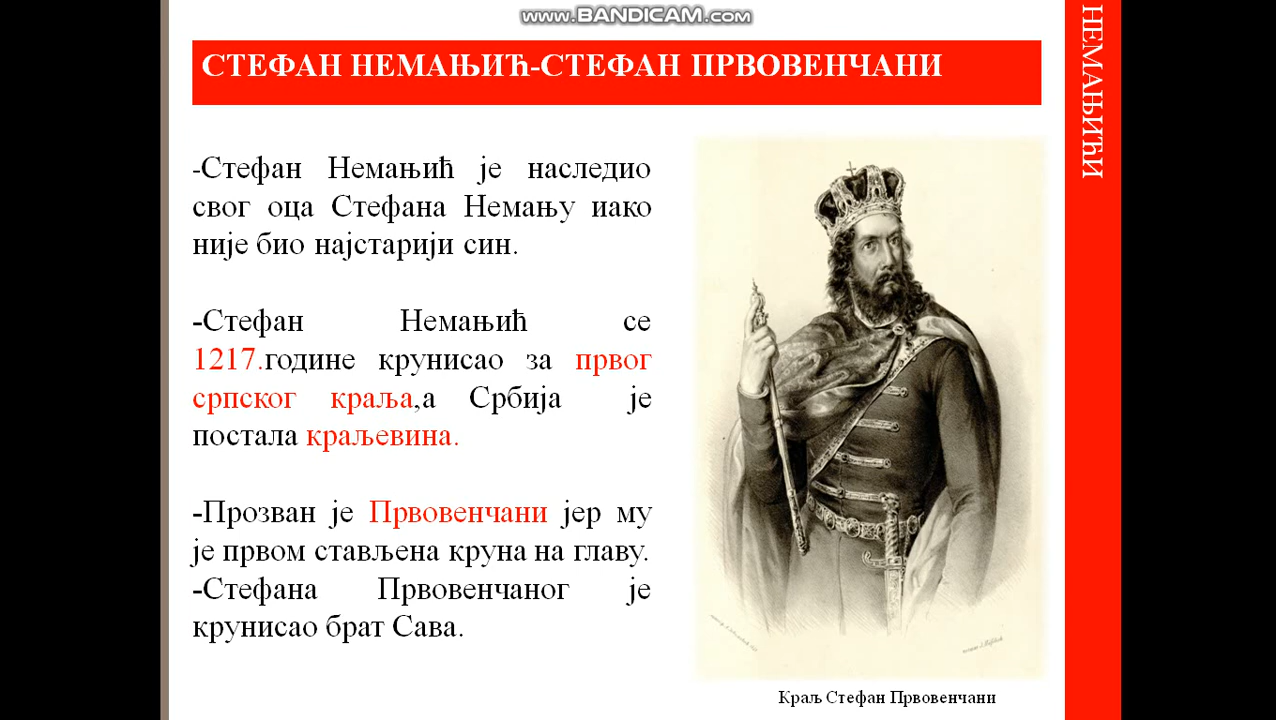 www.BANDICAM.com
СТЕФАН НЕМАЊИЋ-СТЕФАН ПРВОВЕНЧАНИ
НЕМАЊИЋИ
-Стефан Немањић је наследио
свог оца Стефана Немању иако
није био најстарији син.
-Стефан Немањић се
1217.године крунисао за првог
српског краља,а Србија је
постала краљевина.
-Прозван је Првовенчани јер му
је првом стављена круна на главу.
-Стефана Првовенчаног је
крунисао брат Сава.
Краљ Стефан Првовенчани